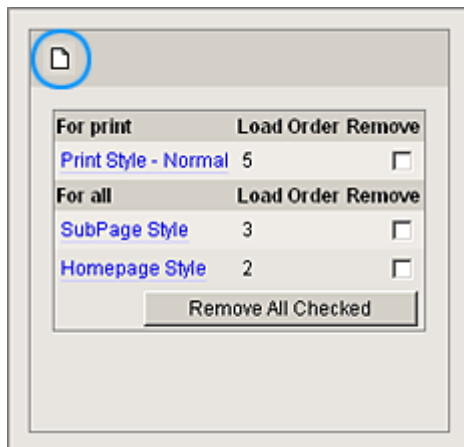 For print Load Order Remove
Print Style - Normal 5
For all Load Order Remove
SubPage Style 3
Homepage Style 2
Remove All Checked